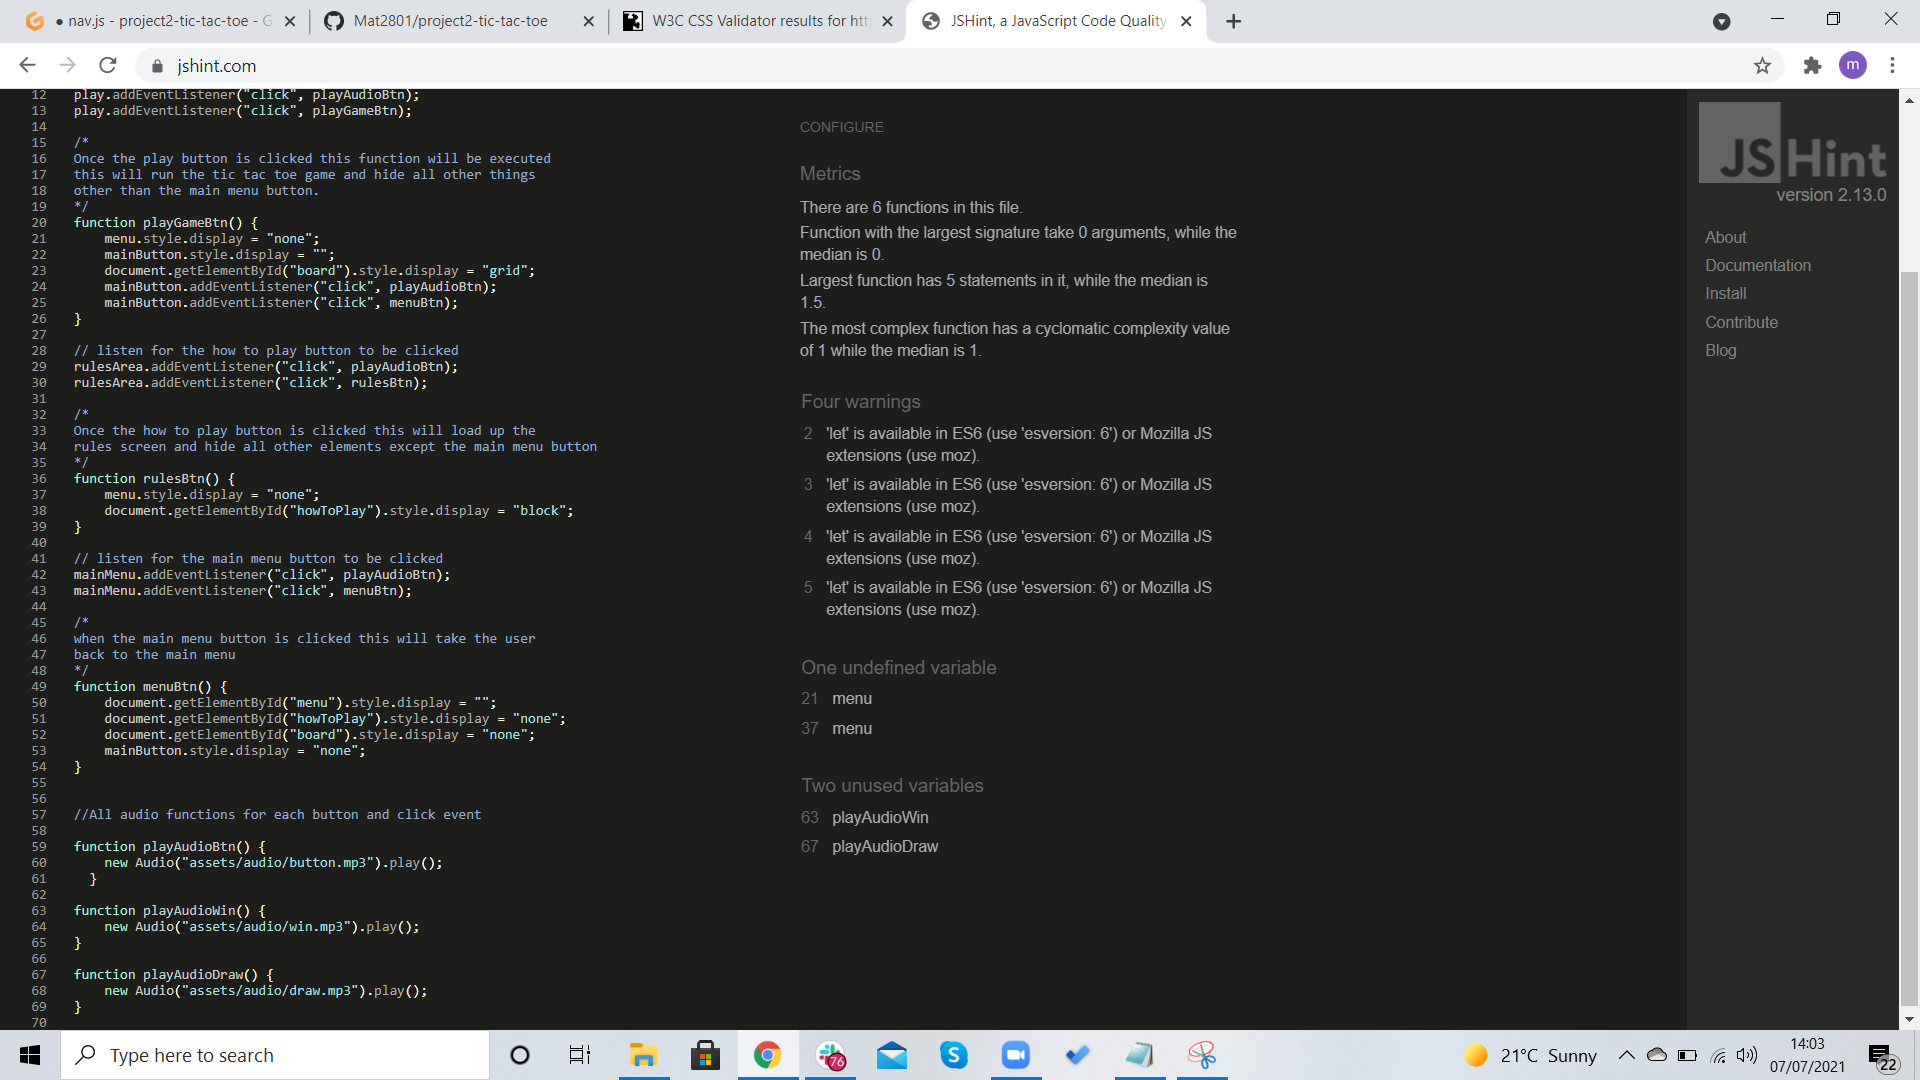 nav.js - project2-tic-tac-toe - G
Mat2801/project2-tic-tac-toe
W3C CSS Validator results for htt
JSHint, a JavaScript Code Quality
jshint.com
m
12 play.addEventListener("click", playAudioBtn);
13 play.addEventListener("click", playGameBtn);
14
15 /*
16 Once the play button is clicked this function will be executed
17 this will run the tic tac toe game and hide all other things
18 other than the main menu button.
19 */
20 function playGameBtn() {
21 menu.style.display = "none";
22 mainButton.style.display = "";
23 document.getElementById("board").style.display = "grid";
24 mainButton.addEventListener("click", playAudioBtn);
25 mainButton.addEventListener("click", menuBtn);
26 }
27
28 // listen for the how to play button to be clicked
29 rulesArea.addEventListener("click", playAudioBtn);
30 rulesArea.addEventListener("click", rulesBtn);
31
32 /*
33 Once the how to play button is clicked this will load up the
34 rules screen and hide all other elements except the main menu button
35 */
36 function rulesBtn() {
37 menu.style.display = "none";
38 document.getElementById("howToPlay").style.display = "block";
39 }
40
41 // listen for the main menu button to be clicked
42 mainMenu.addEventListener("click", playAudioBtn);
43 mainMenu.addEventListener("click", menuBtn);
44
45 /*
46 when the main menu button is clicked this will take the user
47 back to the main menu
48 */
49 function menuBtn() {
50 document.getElementById("menu").style.display = "";
51 document.getElementById("howToPlay").style.display = "none";
52 document.getElementById("board").style.display = "none";
53 mainButton.style.display = "none";
54 }
55
56
57 //All audio functions for each button and click event
58
59 function playAudioBtn() {
60 new Audio("assets/audio/button.mp3").play();
61 }
62
63 function playAudioWin() {
64 new Audio("assets/audio/win.mp3").play();
65 }
66
67 function playAudioDraw() {
68 new Audio("assets/audio/draw.mp3").play();
69 }
70
CONFIGURE
Metrics
There are 6 functions in this file.
Function with the largest signature take 0 arguments, while the
median is 0.
Largest function has 5 statements in it, while the median is
1.5.
The most complex function has a cyclomatic complexity value
of 1 while the median is 1.
Four warnings
2 'let' is available in ES6 (use 'esversion: 6') or Mozilla JS
extensions (use moz).
3 'let' is available in ES6 (use 'esversion: 6') or Mozilla JS
extensions (use moz).
4 'let' is available in ES6 (use 'esversion: 6') or Mozilla JS
extensions (use moz).
5 'let' is available in ES6 (use 'esversion: 6') or Mozilla JS
extensions (use moz).
One undefined variable
21 menu
37 menu
Two unused variables
63 playAudioWin
67 playAudioDraw
JSHint
version 2.13.0
About
Documentation
Install
Contribute
Blog
Type here to search
76
21°C Sunny
14:03
07/07/2021
22